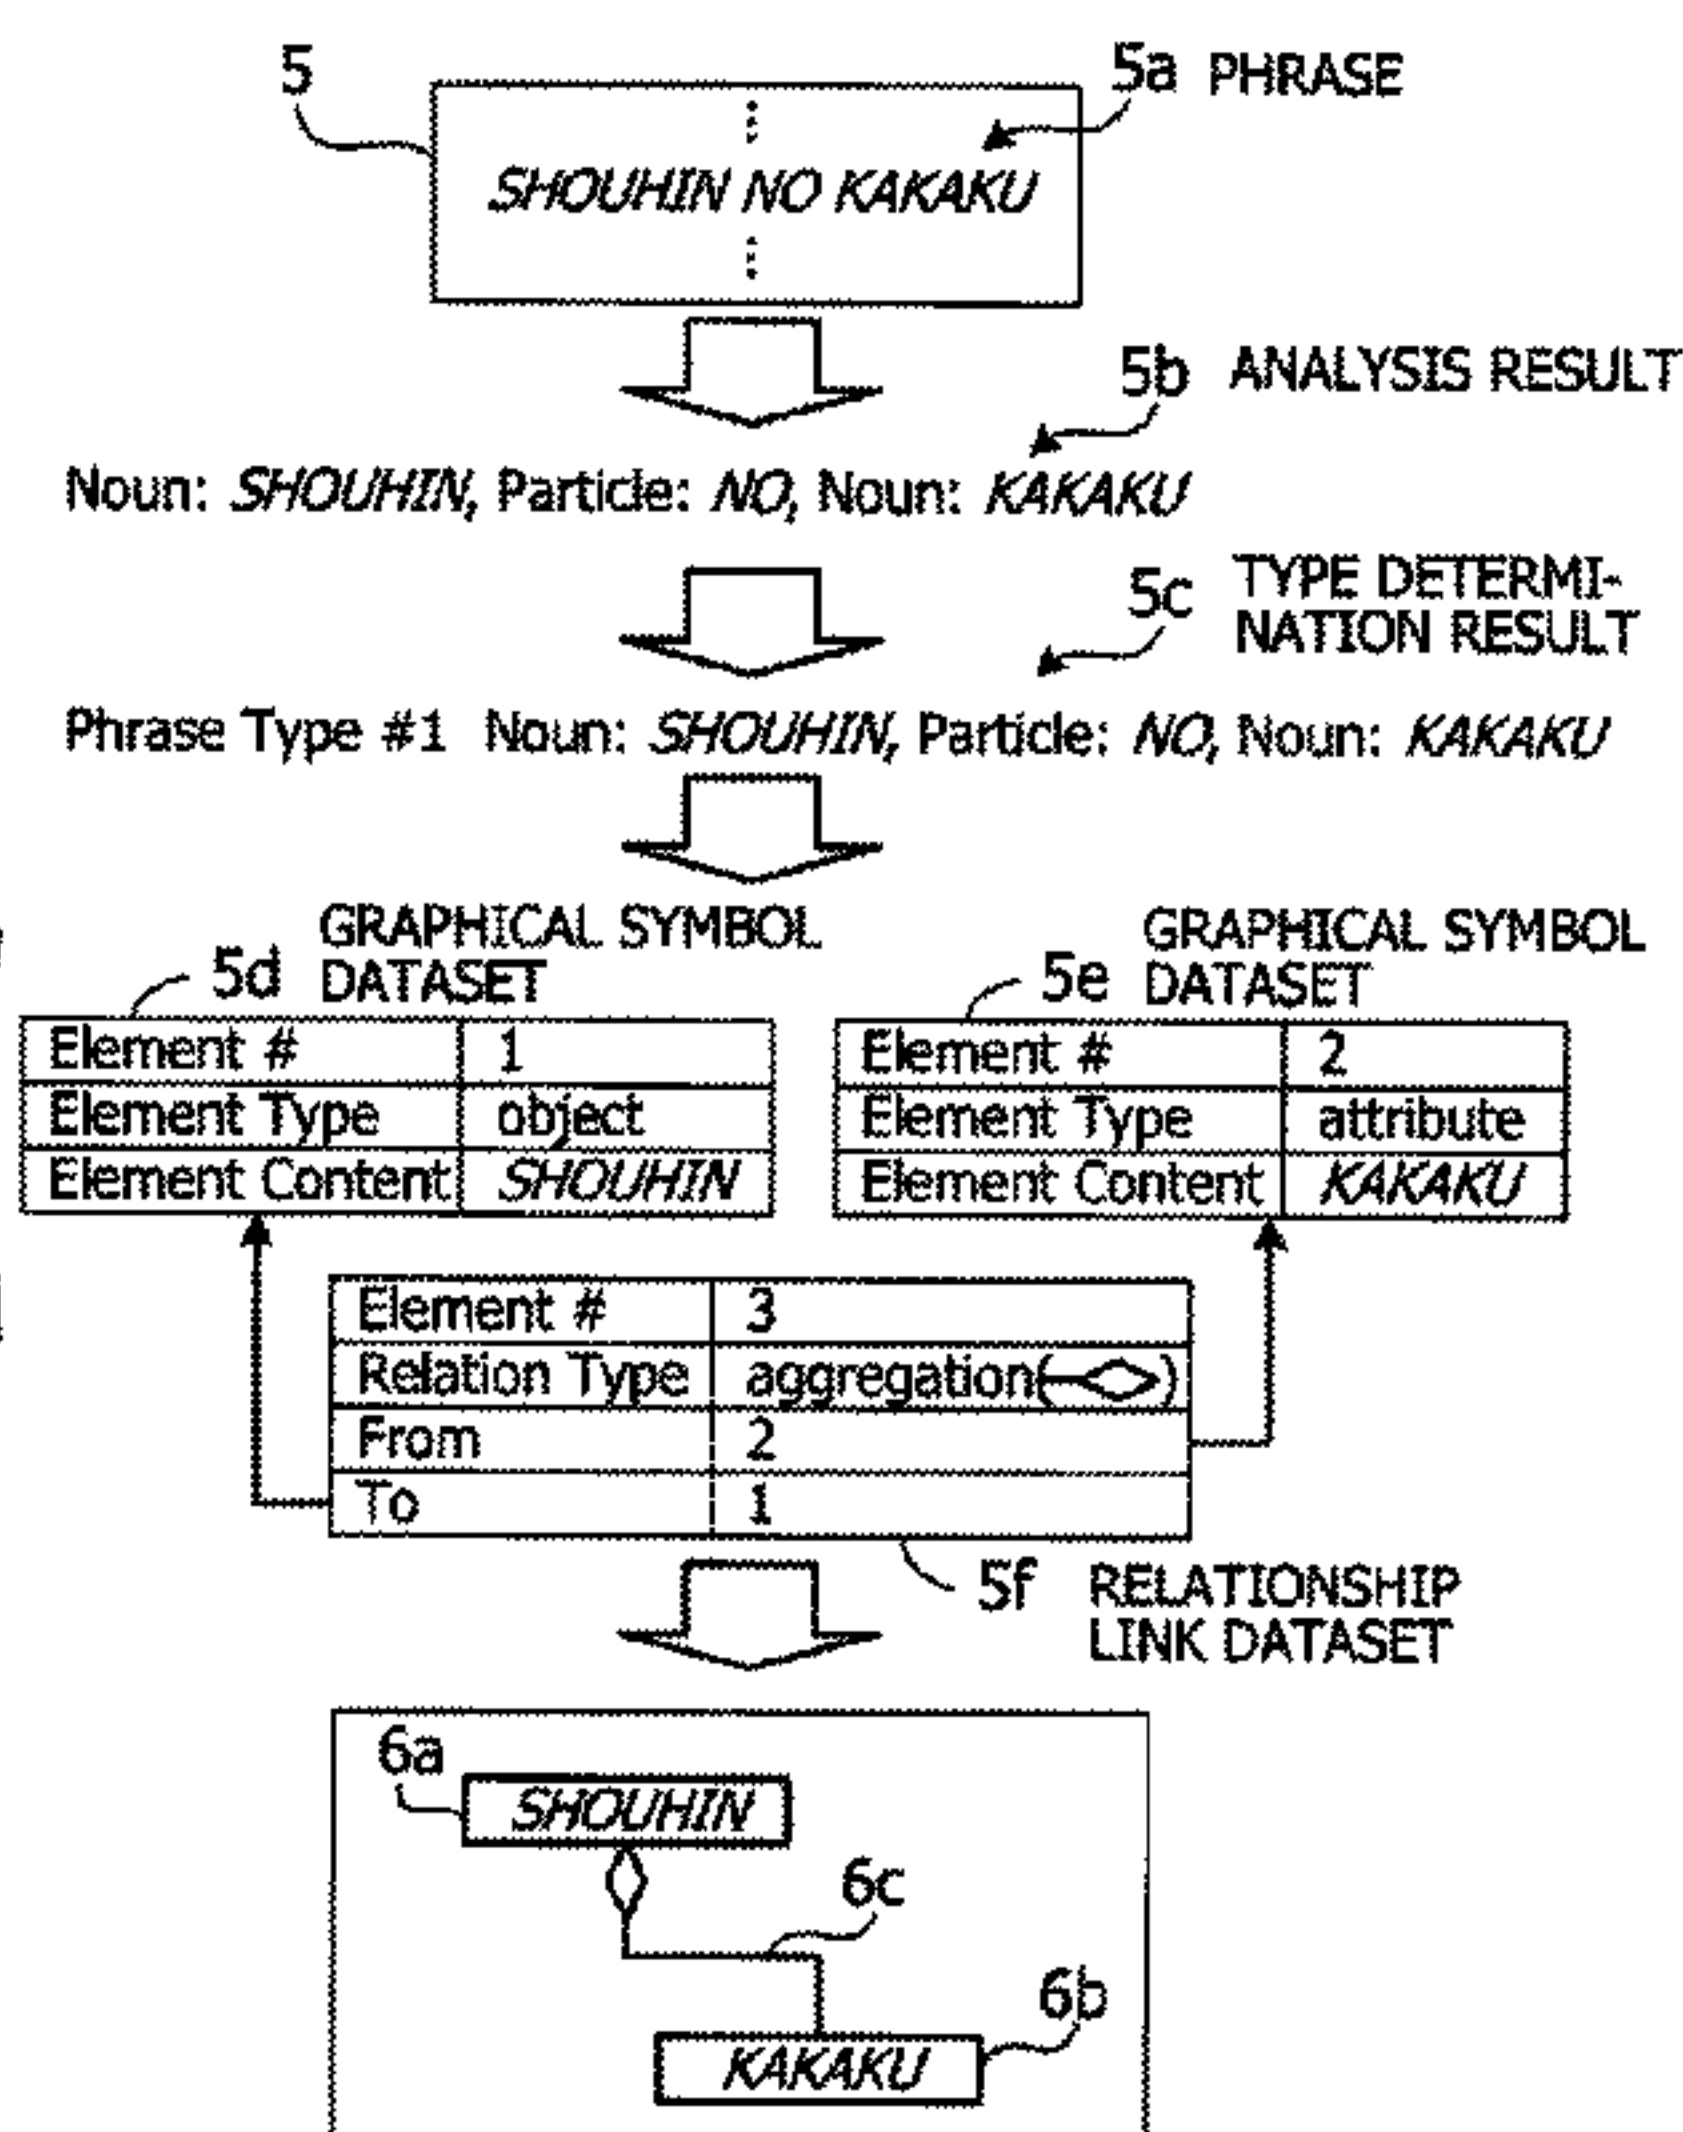 5
5a PHRASE
SHOUHIN NO KAKAKU
5b ANALYSIS RESULT
Noun: SHOUHIN, Particle: NO, Noun: KAKAKU
5c TYPE DETERMI-
NATION RESULT
Phrase Type #1 Noun: SHOUHIN, Particle: NO, Noun: KAKAKU
5d GRAPHICAL SYMBOL
DATASET
Element # 1
Element Type object
Element Content SHOUHIN
5e GRAPHICAL SYMBOL
DATASET
Element # 2
Element Type attribute
Element Content KAKAKU
Element # 3
Relation Type aggregation( )
From 2
To 1
5f RELATIONSHIP
LINK DATASET
6a
SHOUHIN
6c
6b
KAKAKU